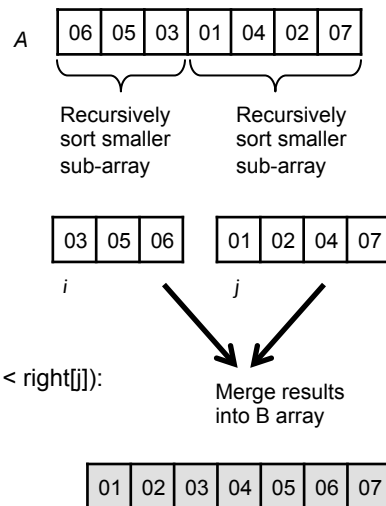 A 06 05 03 01 04 02 07
Recursively sort smaller sub-array
Recursively sort smaller sub-array
03 05 06 01 02 04 07
i j
< right[j]):
Merge results
into B array
01 02 03 04 05 06 07